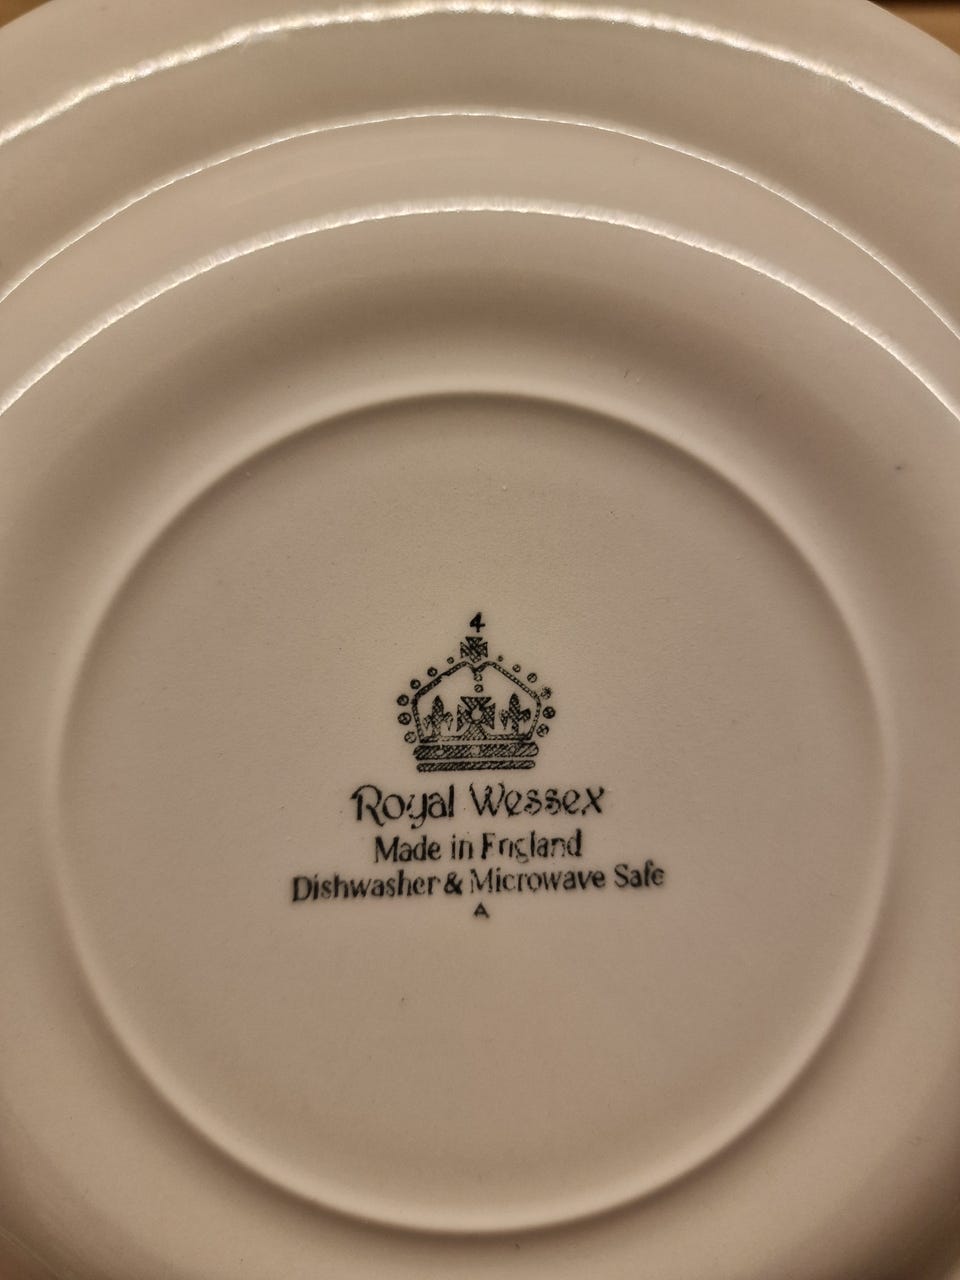 4
Royal Wessex
Made in England
Dishwasher & Microwave Safe
A